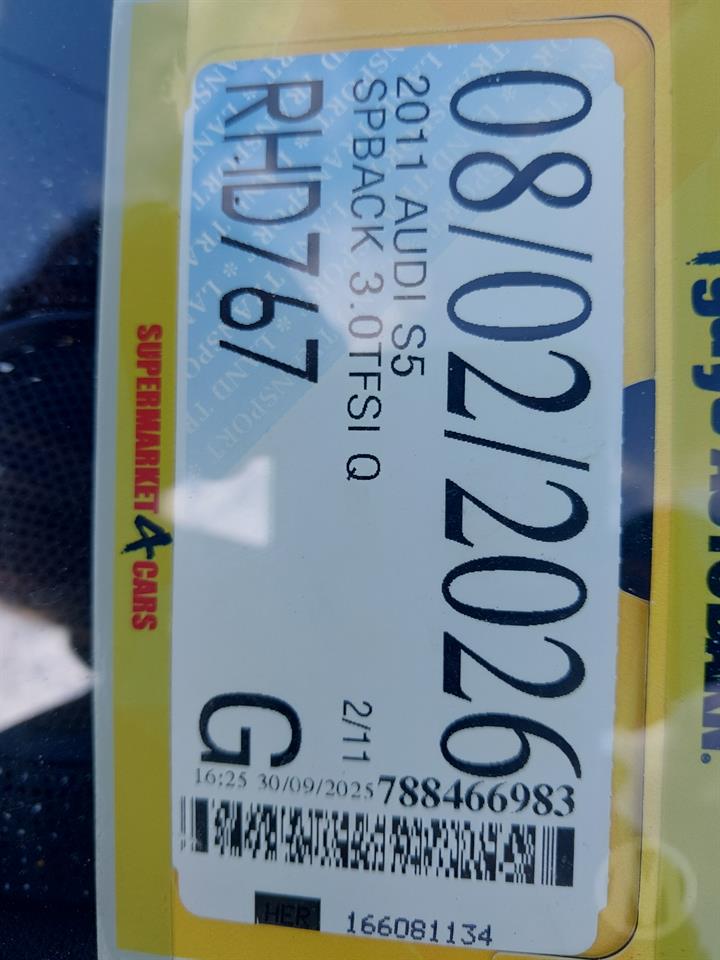 08/02/2026
2011 AUDI S5
SPBACK 3.0TFSI Q
2/11
RHD767
G
16:25 30/09/2025
788466983
HER
166081134
SUPERMARKET 4 CARS